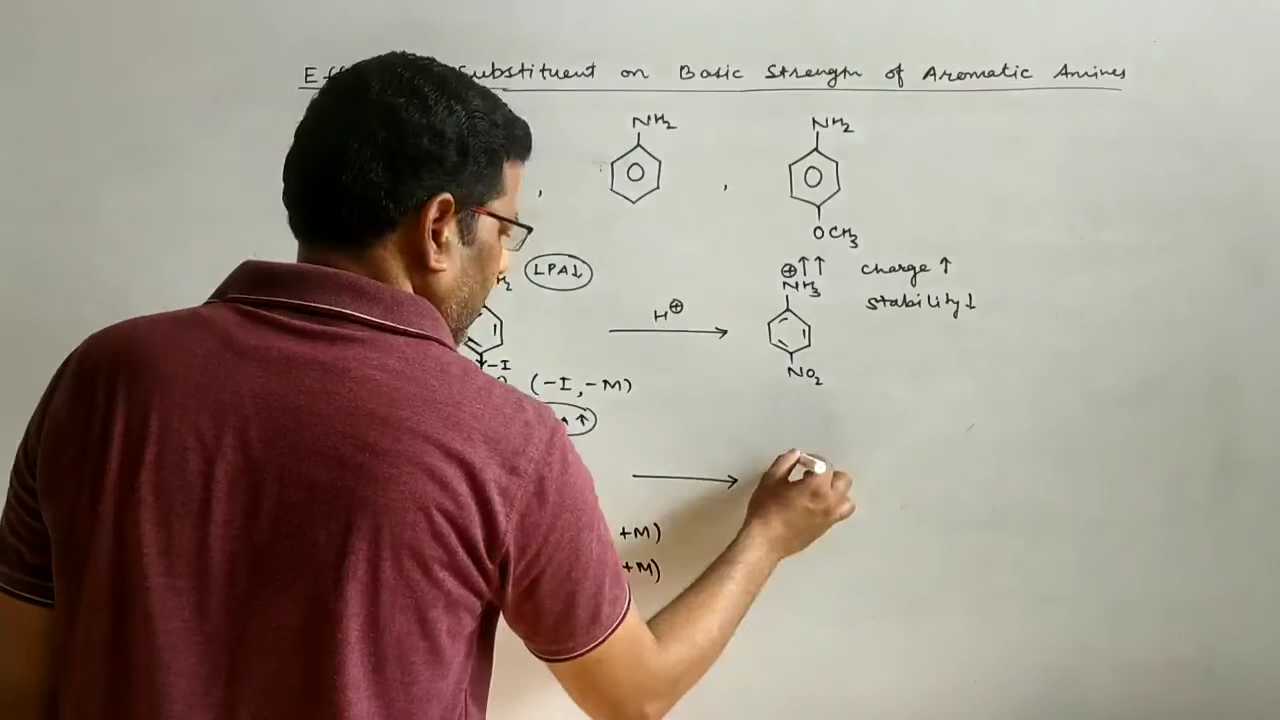 Substituent on Basic Strength of Aromatic Amines
NH2
,
NH2
,
OCH3
LPA↓
H⊕
⊕↑↑
NH3
charge ↑
stability ↓
NO2
-I
(-I, -M)
↑
+M)
+M)